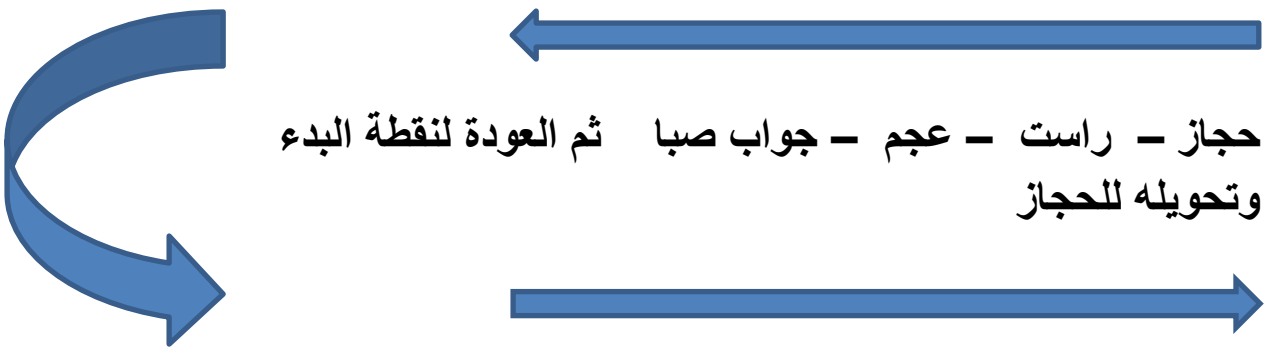 حجاز – راست – عجم – جواب صبا ثم العودة لنقطة البدء
وتحويله للحجاز